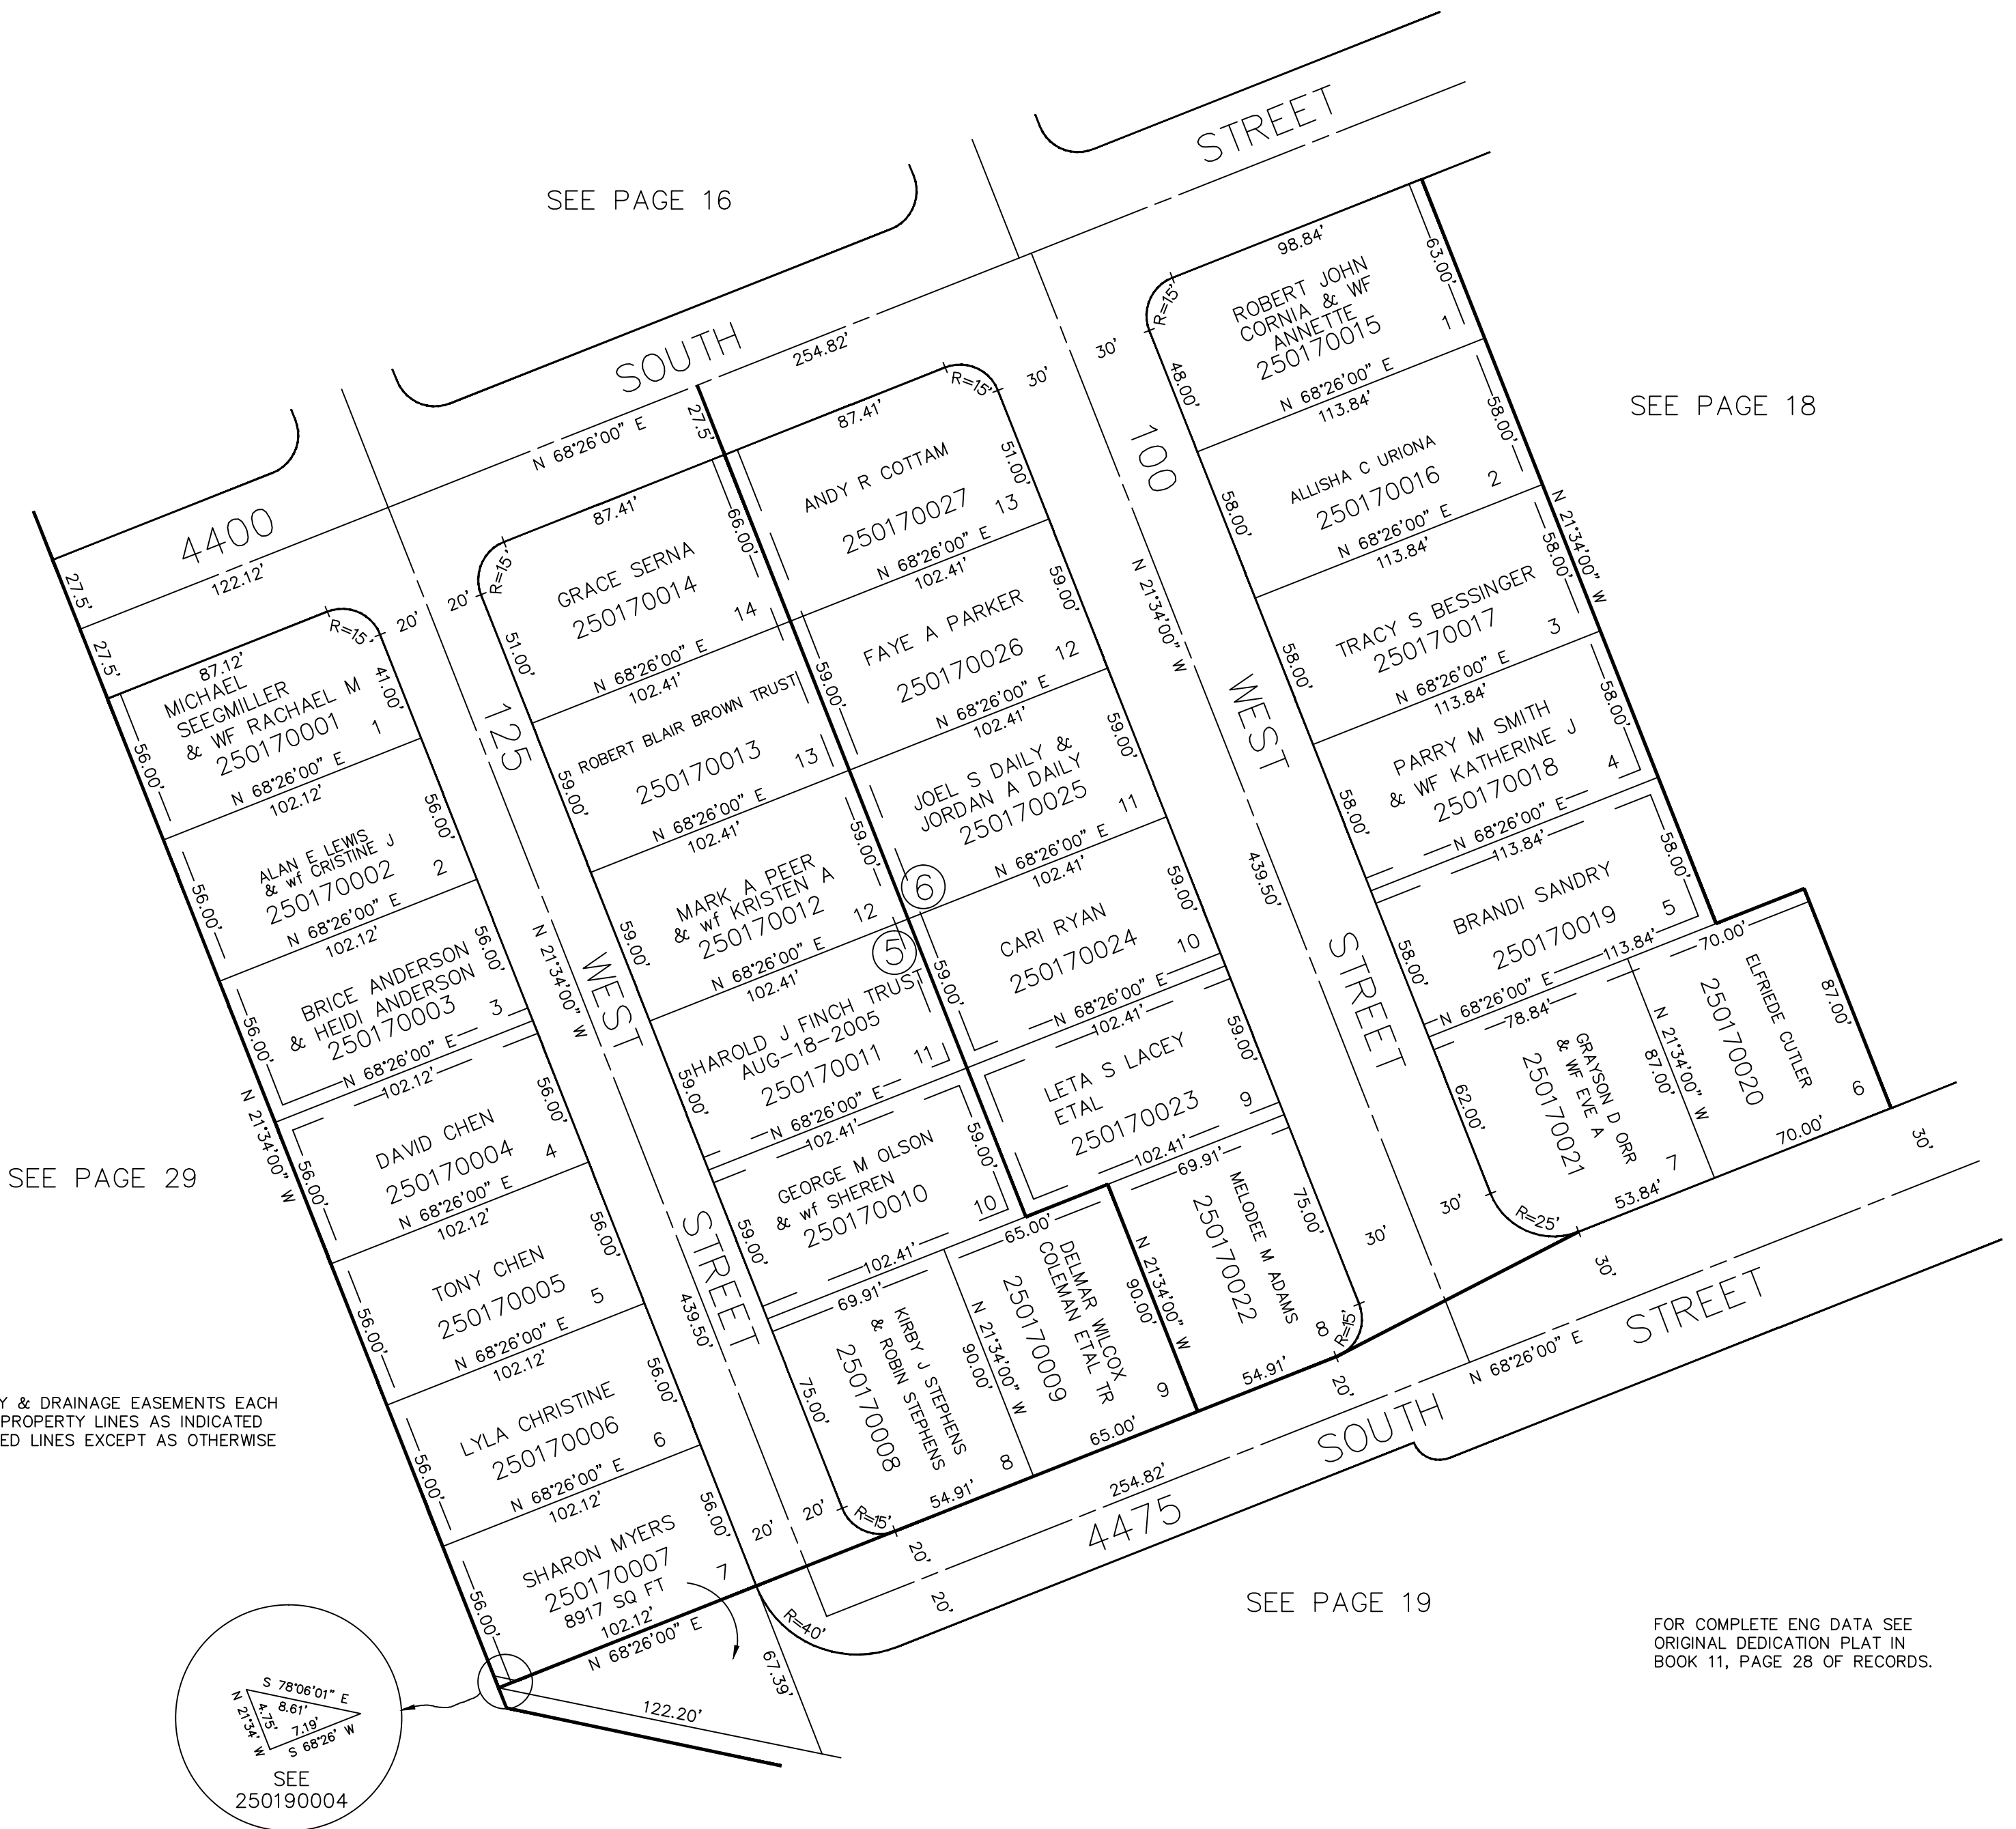 SEE PAGE 16
SEE PAGE 18
SEE PAGE 29
SEE PAGE 19
4400 SOUTH STREET
122.12'
N 68°26'00" E
254.82'
27.5'
27.5'
27.5'
125 WEST STREET
N 21°34'00" W
439.50'
20'
20'
20'
20'
100 WEST STREET
N 21°34'00" W
439.50'
30'
30'
30'
30'
4475 SOUTH STREET
254.82'
N 68°26'00" E
20'
20'
20'
30'
30'
87.12'
R=15'
MICHAEL
SEEGMILLER
& WF RACHAEL M
250170001
1
41.00'
56.00'
N 68°26'00" E
102.12'
ALAN E LEWIS
& wf CRISTINE J
250170002
2
56.00'
56.00'
N 68°26'00" E
102.12'
BRICE ANDERSON
& HEIDI ANDERSON
250170003
3
56.00'
56.00'
N 68°26'00" E
102.12'
N 21°34'00" W
DAVID CHEN
250170004
4
56.00'
56.00'
N 68°26'00" E
102.12'
TONY CHEN
250170005
5
56.00'
56.00'
N 68°26'00" E
102.12'
LYLA CHRISTINE
250170006
6
56.00'
56.00'
N 68°26'00" E
102.12'
SHARON MYERS
250170007
8917 SQ FT
7
56.00'
56.00'
102.12'
N 68°26'00" E
R=40'
67.39'
122.20'
87.41'
R=15'
66.00'
GRACE SERNA
250170014
14
51.00'
N 68°26'00" E
102.41'
ROBERT BLAIR BROWN TRUST
250170013
13
59.00'
59.00'
N 68°26'00" E
102.41'
MARK A PEER
& wf KRISTEN A
250170012
12
59.00'
59.00'
N 68°26'00" E
102.41'
5
6
HAROLD J FINCH TRUST
AUG-18-2005
250170011
11
59.00'
59.00'
N 68°26'00" E
102.41'
GEORGE M OLSON
& wf SHEREN
250170010
10
59.00'
59.00'
102.41'
69.91'
KIRBY J STEPHENS
& ROBIN STEPHENS
250170008
8
75.00'
R=15'
54.91'
N 21°34'00" W
90.00'
65.00'
DELMAR WILCOX
COLEMAN ETAL TR
250170009
9
65.00'
N 21°34'00" W
90.00'
87.41'
R=15'
ANDY R COTTAM
250170027
13
51.00'
N 68°26'00" E
102.41'
FAYE A PARKER
250170026
12
59.00'
N 68°26'00" E
102.41'
JOEL S DAILY &
JORDAN A DAILY
250170025
11
59.00'
N 68°26'00" E
102.41'
CARI RYAN
250170024
10
59.00'
N 68°26'00" E
102.41'
LETA S LACEY
ETAL
250170023
9
59.00'
102.41'
69.91'
MELODEE M ADAMS
250170022
8
75.00'
R=15'
54.91'
98.84'
R=15'
63.00'
ROBERT JOHN
CORNIA & WF
ANNETTE
250170015
1
48.00'
N 68°26'00" E
113.84'
ALLISHA C URIONA
250170016
2
58.00'
58.00'
N 68°26'00" E
113.84'
N 21°34'00" W
TRACY S BESSINGER
250170017
3
58.00'
58.00'
N 68°26'00" E
113.84'
PARRY M SMITH
& WF KATHERINE J
250170018
4
58.00'
58.00'
N 68°26'00" E
113.84'
BRANDI SANDRY
250170019
5
58.00'
58.00'
N 68°26'00" E
113.84'
78.84'
GRAYSON D ORR
& WF EVE A
250170021
7
62.00'
R=25'
53.84'
N 21°34'00" W
87.00'
70.00'
ELFRIEDE CUTLER
250170020
6
87.00'
70.00'
Y & DRAINAGE EASEMENTS EACH
PROPERTY LINES AS INDICATED
ED LINES EXCEPT AS OTHERWISE
S 78°06'01" E
8.61'
4.75'
N 21°34' W
7.19'
S 68°26' W
SEE
250190004
FOR COMPLETE ENG DATA SEE
ORIGINAL DEDICATION PLAT IN
BOOK 11, PAGE 28 OF RECORDS.